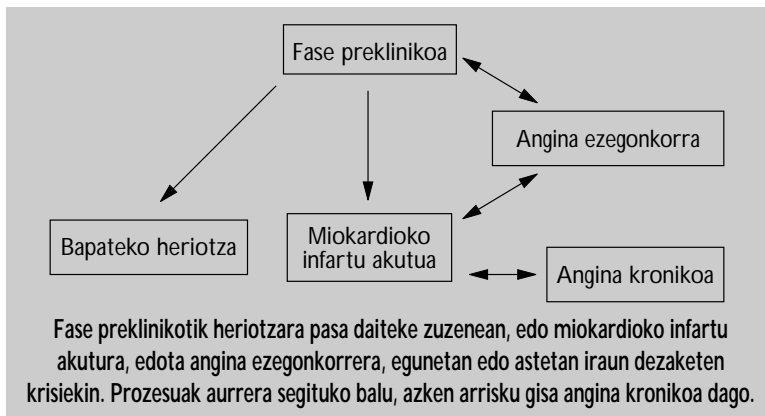 Fase preklinikoa
Angina ezegonkorra
Bapateko heriotza
Miokardioko
infartu akutua
Angina kronikoa
Fase preklinikotik heriotzara pasa daiteke zuzenean, edo miokardioko infartu
akutura, edota angina ezegonkorrera, egunetan edo astetan iraun dezaketen
krisiekin. Prozesuak aurrera segituko balu, azken arrisku gisa angina kronikoa dago.